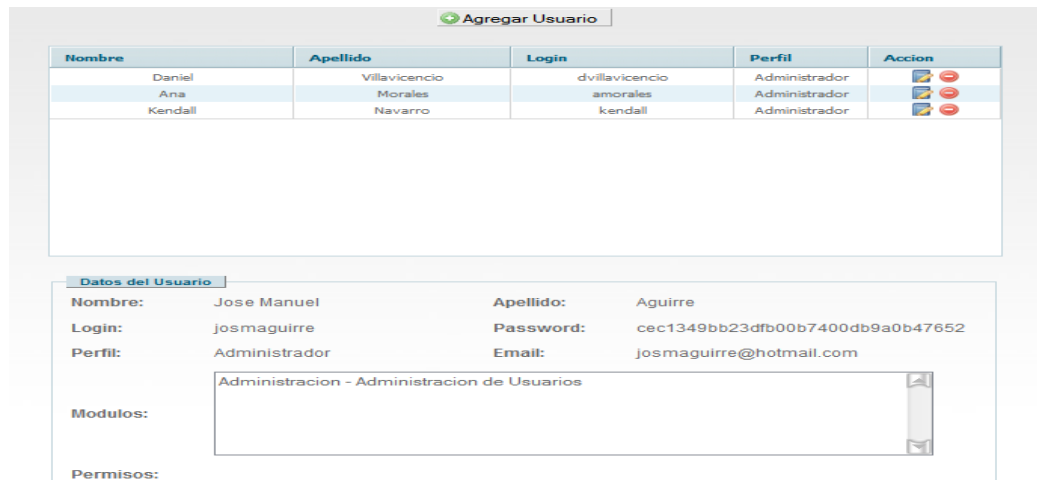 Agregar Usuario
Nombre Apellido Login Perfil Accion
Daniel Villavicencio dvillavicencio Administrador
Ana Morales amorales Administrador
Kendall Navarro kendall Administrador
Datos del Usuario
Nombre: Jose Manuel Apellido: Aguirre
Login: josmaguirre Password: cec1349bb23dfb00b7400db9a0b47652
Perfil: Administrador Email: josmaguirre@hotmail.com
Modulos: Administracion - Administracion de Usuarios
Permisos: